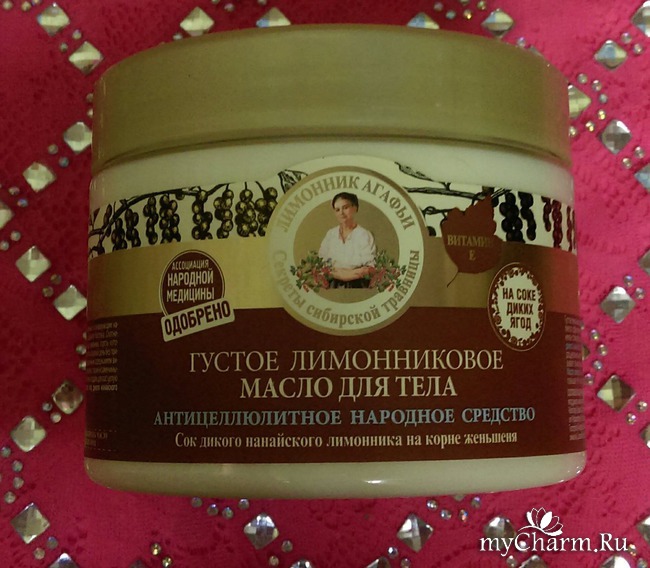 ЛИМОННИК АГАФЬИ
Секреты сибирской травницы
АССОЦИАЦИЯ
НАРОДНОЙ
МЕДИЦИНЫ
ОДОБРЕНО
ВИТАМИН
Е
НА СОКЕ
ДИКИХ
ЯГОД
ГУСТОЕ ЛИМОННИКОВОЕ
МАСЛО ДЛЯ ТЕЛА
АНТИЦЕЛЛЮЛИТНОЕ НАРОДНОЕ СРЕДСТВО
Сок дикого нанайского лимонника на корне женьшеня
myCharm.Ru